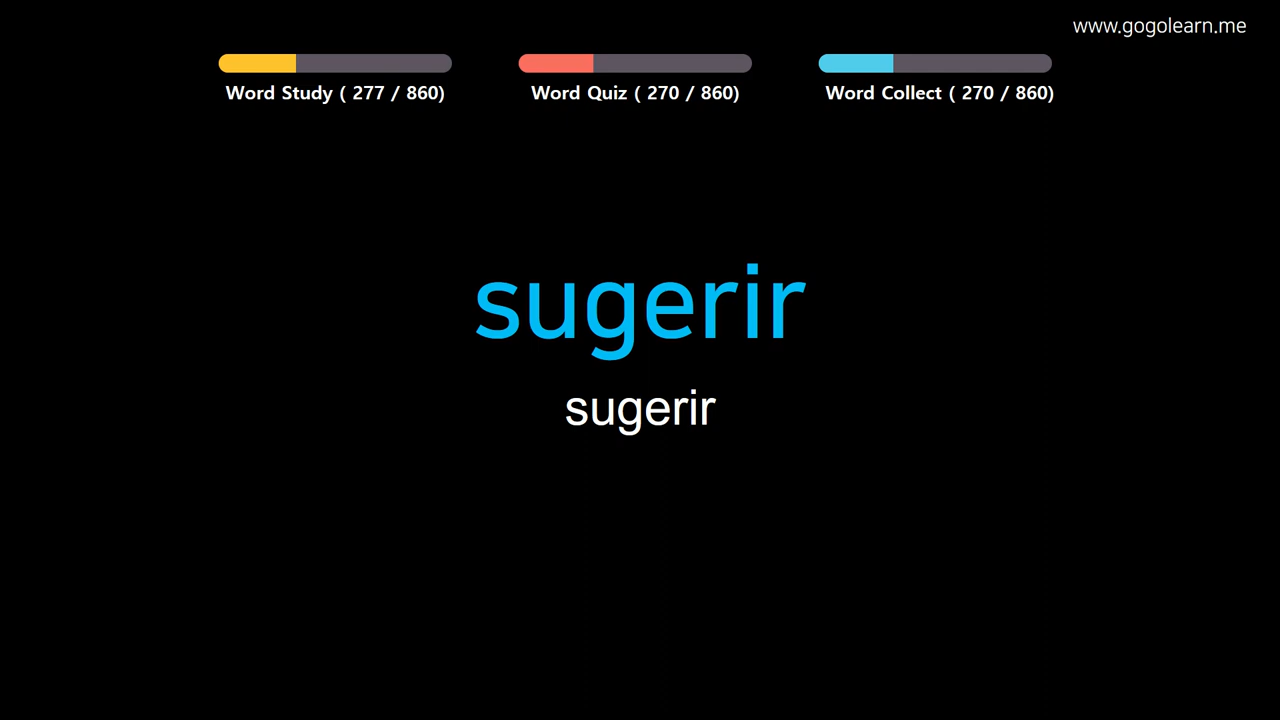 www.gogolearn.me
Word Study ( 277 / 860)
Word Quiz ( 270 / 860)
Word Collect ( 270 / 860)
sugerir
sugerir